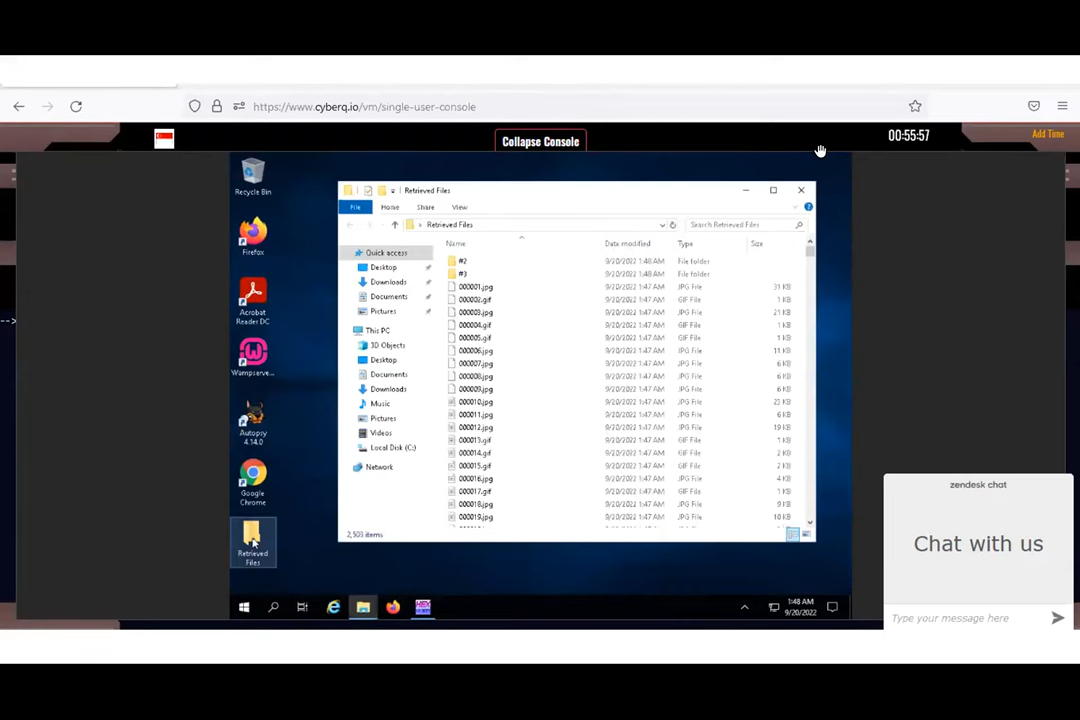 https://www.cyberq.io/vm/single-user-console
Collapse Console
00:55:57
Add Time
Recycle Bin
Firefox
Acrobat
Reader DC
Wampserve...
Autopsy
4.14.0
Google
Chrome
Retrieved
Files
Retrieved Files
File
Home
Share
View
Retrieved Files
Search Retrieved Files
Quick access
Desktop
Downloads
Documents
Pictures
This PC
3D Objects
Desktop
Documents
Downloads
Music
Pictures
Videos
Local Disk (C:)
Network
Name Date modified Type Size
#2 9/20/2022 1:48 AM File folder
#3 9/20/2022 1:48 AM File folder
000001.jpg 9/20/2022 1:47 AM JPG File 31 KB
000002.gif 9/20/2022 1:47 AM GIF File 1 KB
000003.jpg 9/20/2022 1:47 AM JPG File 21 KB
000004.gif 9/20/2022 1:47 AM GIF File 1 KB
000005.gif 9/20/2022 1:47 AM GIF File 1 KB
000006.jpg 9/20/2022 1:47 AM JPG File 11 KB
000007.jpg 9/20/2022 1:47 AM JPG File 6 KB
000008.jpg 9/20/2022 1:47 AM JPG File 6 KB
000009.jpg 9/20/2022 1:47 AM JPG File 6 KB
000010.jpg 9/20/2022 1:47 AM JPG File 23 KB
000011.jpg 9/20/2022 1:47 AM JPG File 6 KB
000012.jpg 9/20/2022 1:47 AM JPG File 19 KB
000013.gif 9/20/2022 1:47 AM GIF File 1 KB
000014.gif 9/20/2022 1:47 AM GIF File 2 KB
000015.gif 9/20/2022 1:47 AM GIF File 2 KB
000016.jpg 9/20/2022 1:47 AM JPG File 4 KB
000017.gif 9/20/2022 1:47 AM GIF File 1 KB
000018.jpg 9/20/2022 1:47 AM JPG File 9 KB
000019.jpg 9/20/2022 1:47 AM JPG File 10 KB
2,503 items
-->
HEX
1:48 AM
9/20/2022
zendesk chat
Chat with us
Type your message here